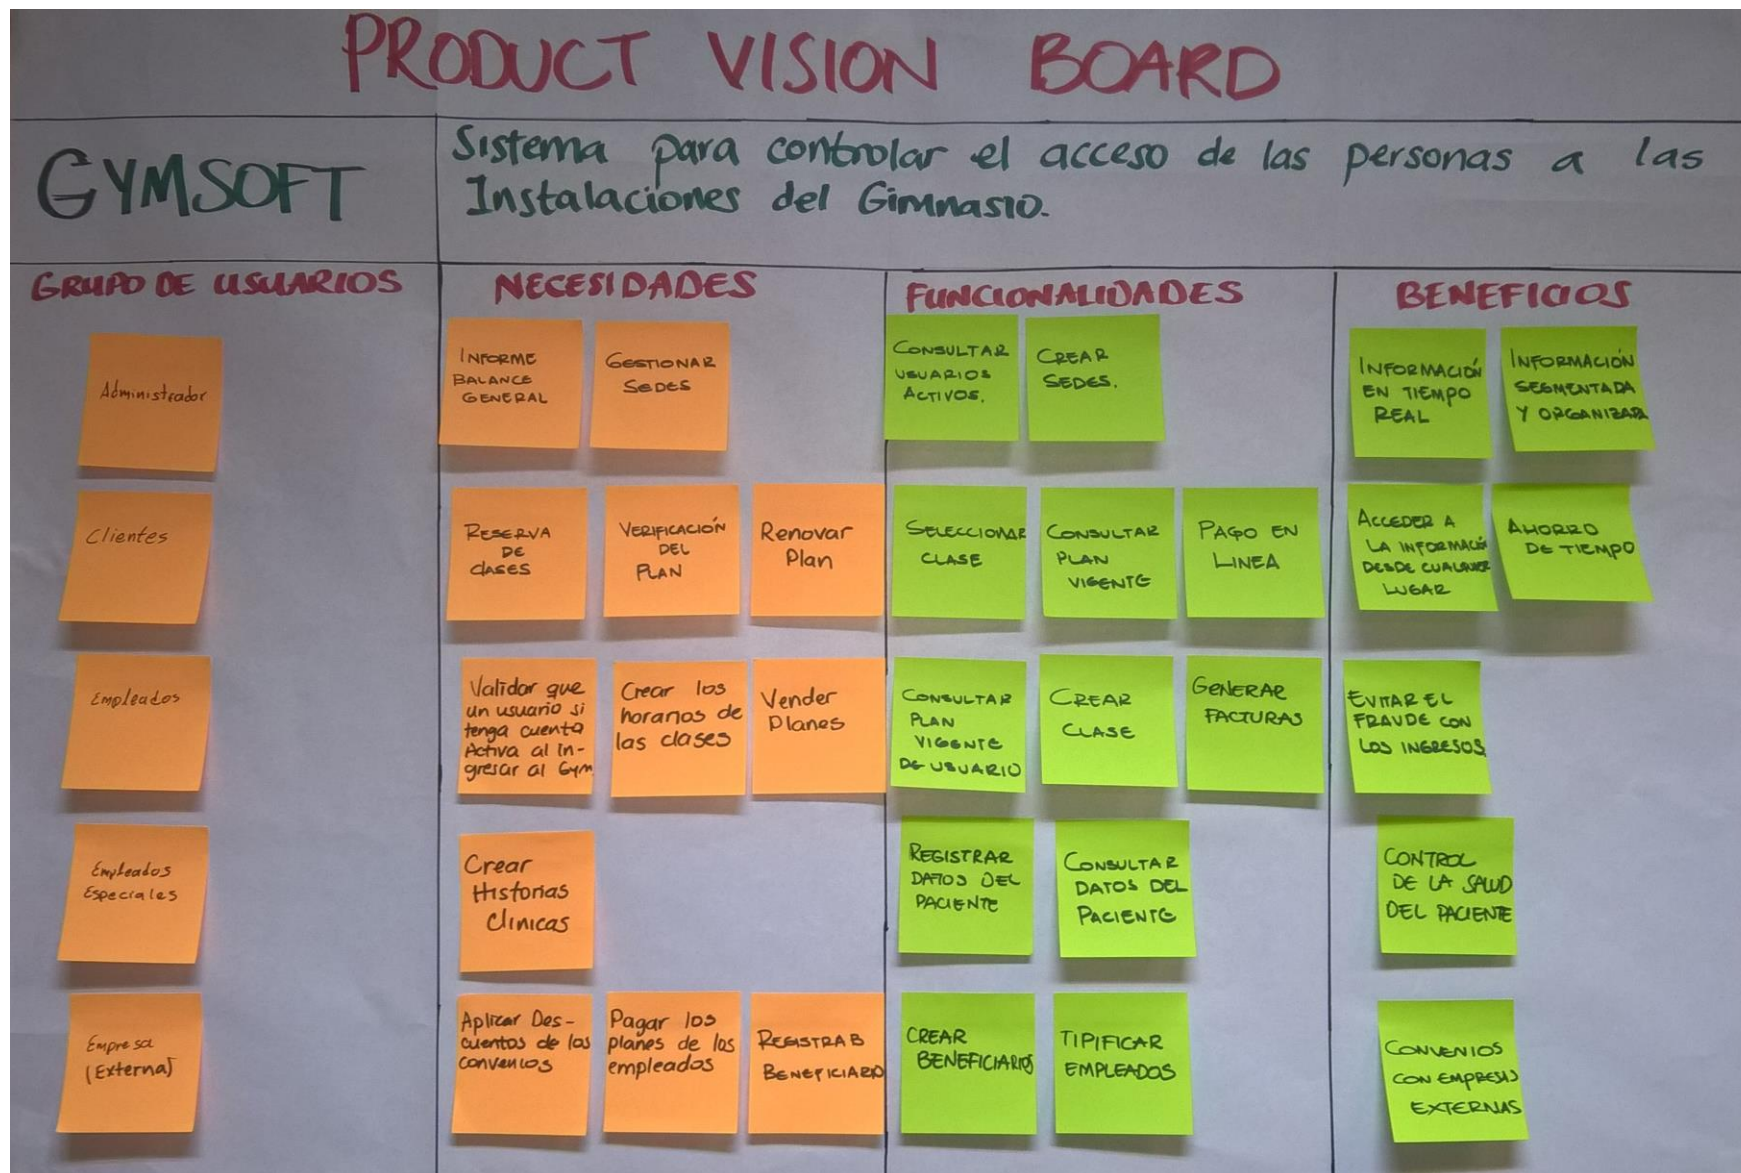 PRODUCT VISION BOARD
GYMSOFT
Sistema para controlar el acceso de las personas a las
Instalaciones del Gimnasio.
GRUPO DE USUARIOS
NECESIDADES
FUNCIONALIDADES
BENEFICIOS
Administrador
INFORME
BALANCE
GENERAL
GESTIONAR
SEDES
CONSULTAR
USUARIOS
ACTIVOS.
CREAR
SEDES.
INFORMACIÓN
EN TIEMPO
REAL
INFORMACIÓN
SEGMENTADA
Y ORGANIZADA
Clientes
RESERVA
DE
CLASES
VERIFICACIÓN
DEL
PLAN
Renovar
Plan
SELECCIONAR
CLASE
CONSULTAR
PLAN
VIGENTE
PAGO EN
LINEA
ACCEDER A
LA INFORMACIÓN
DESDE CUALQUIER
LUGAR
AHORRO
DE TIEMPO
Empleados
Validar que
un usuario si
tenga cuenta
Activa al in-
gresar al Gym
Crear los
horarios de
las clases
Vender
Planes
CONSULTAR
PLAN
VIGENTE
DE USUARIO
CREAR
CLASE
GENERAR
FACTURAS
EVITAR EL
FRAUDE CON
LOS INGRESOS
Empleados
Especiales
Crear
Historias
Clinicas
REGISTRAR
DATOS DEL
PACIENTE
CONSULTAR
DATOS DEL
PACIENTE
CONTROL
DE LA SALUD
DEL PACIENTE
Empresa
(Externa)
Aplicar Des-
cuentos de los
convenios
Pagar los
planes de los
empleados
REGISTRAR
BENEFICIARIO
CREAR
BENEFICIARIOS
TIPIFICAR
EMPLEADOS
CONVENIOS
CON EMPRESAS
EXTERNAS